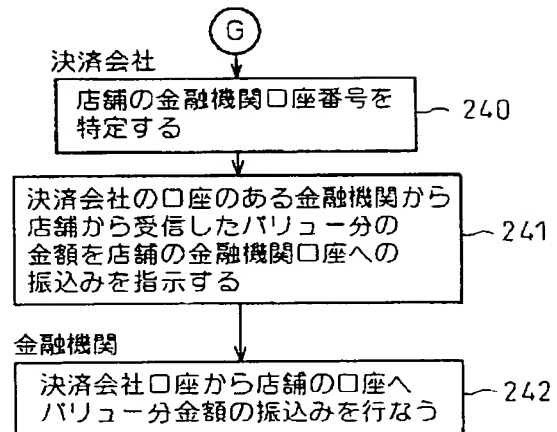 G
決済会社
店舗の金融機関口座番号を
特定する
240
決済会社の口座のある金融機関から
店舗から受信したバリュー分の
金額を店舗の金融機関口座への
振込みを指示する
241
金融機関
決済会社口座から店舗の口座へ
バリュー分金額の振込みを行なう
242